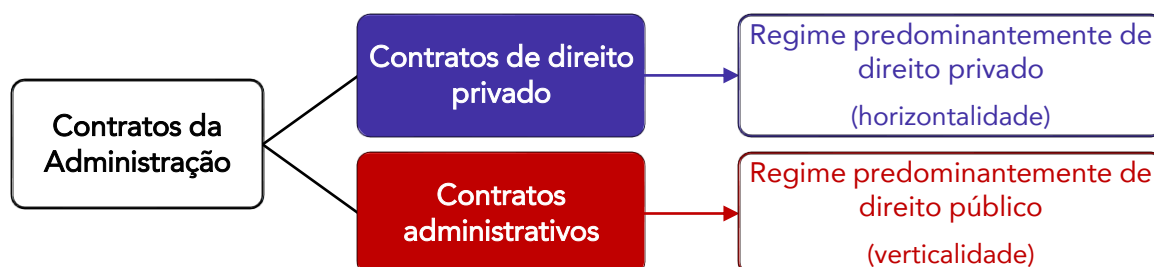 Contratos da
Administração
Contratos de direito
privado
Regime predominantemente de
direito privado
(horizontalidade)
Contratos
administrativos
Regime predominantemente de
direito público
(verticalidade)